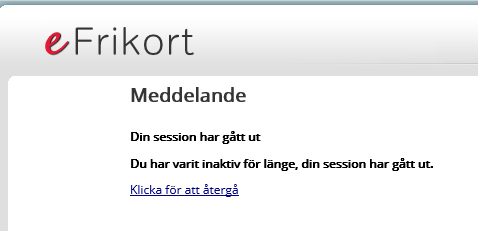 eFrikort
Meddelande
Din session har gått ut
Du har varit inaktiv för länge, din session har gått ut.
Klicka för att återgå